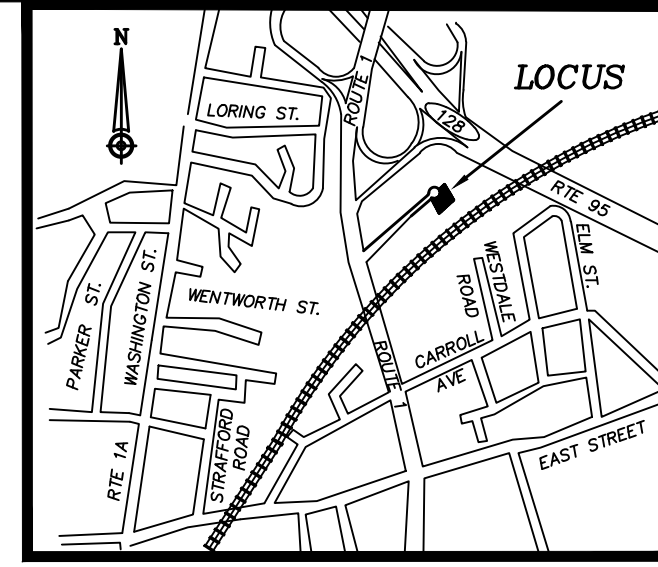 N
LOCUS
ROUTE 1
LORING ST.
128
RTE 95
ELM ST.
WESTDALE
ROAD
WENTWORTH ST.
WASHINGTON ST.
PARKER ST.
CARROLL
AVE
ROUTE 1
STRAFFORD
ROAD
RTE 1A
EAST STREET